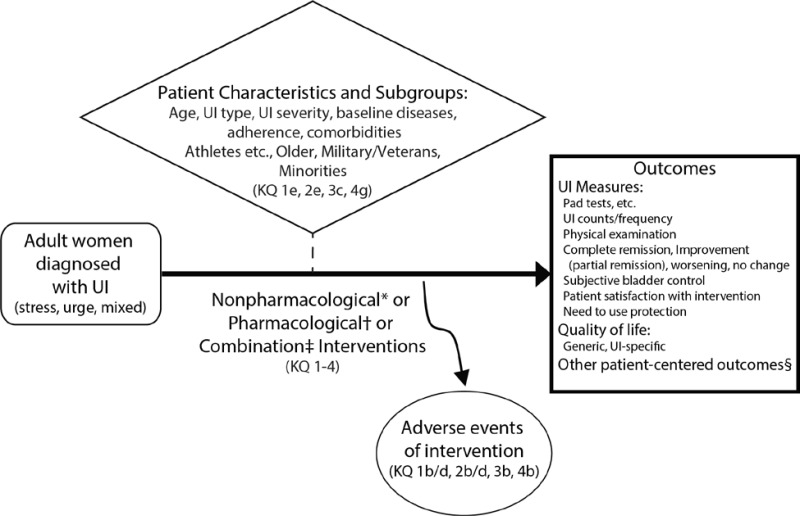 Patient Characteristics and Subgroups:
Age, UI type, UI severity, baseline diseases,
adherence, comorbidities
Athletes etc., Older, Military/Veterans,
Minorities
(KQ 1e, 2e, 3c, 4g)
Adult women
diagnosed
with UI
(stress, urge, mixed)
Nonpharmacological* or
Pharmacological† or
Combination‡ Interventions
(KQ 1-4)
Adverse events
of intervention
(KQ 1b/d, 2b/d, 3b, 4b)
Outcomes
UI Measures:
Pad tests, etc.
UI counts/frequency
Physical examination
Complete remission, Improvement
(partial remission), worsening, no change
Subjective bladder control
Patient satisfaction with intervention
Need to use protection
Quality of life:
Generic, UI-specific
Other patient-centered outcomes§